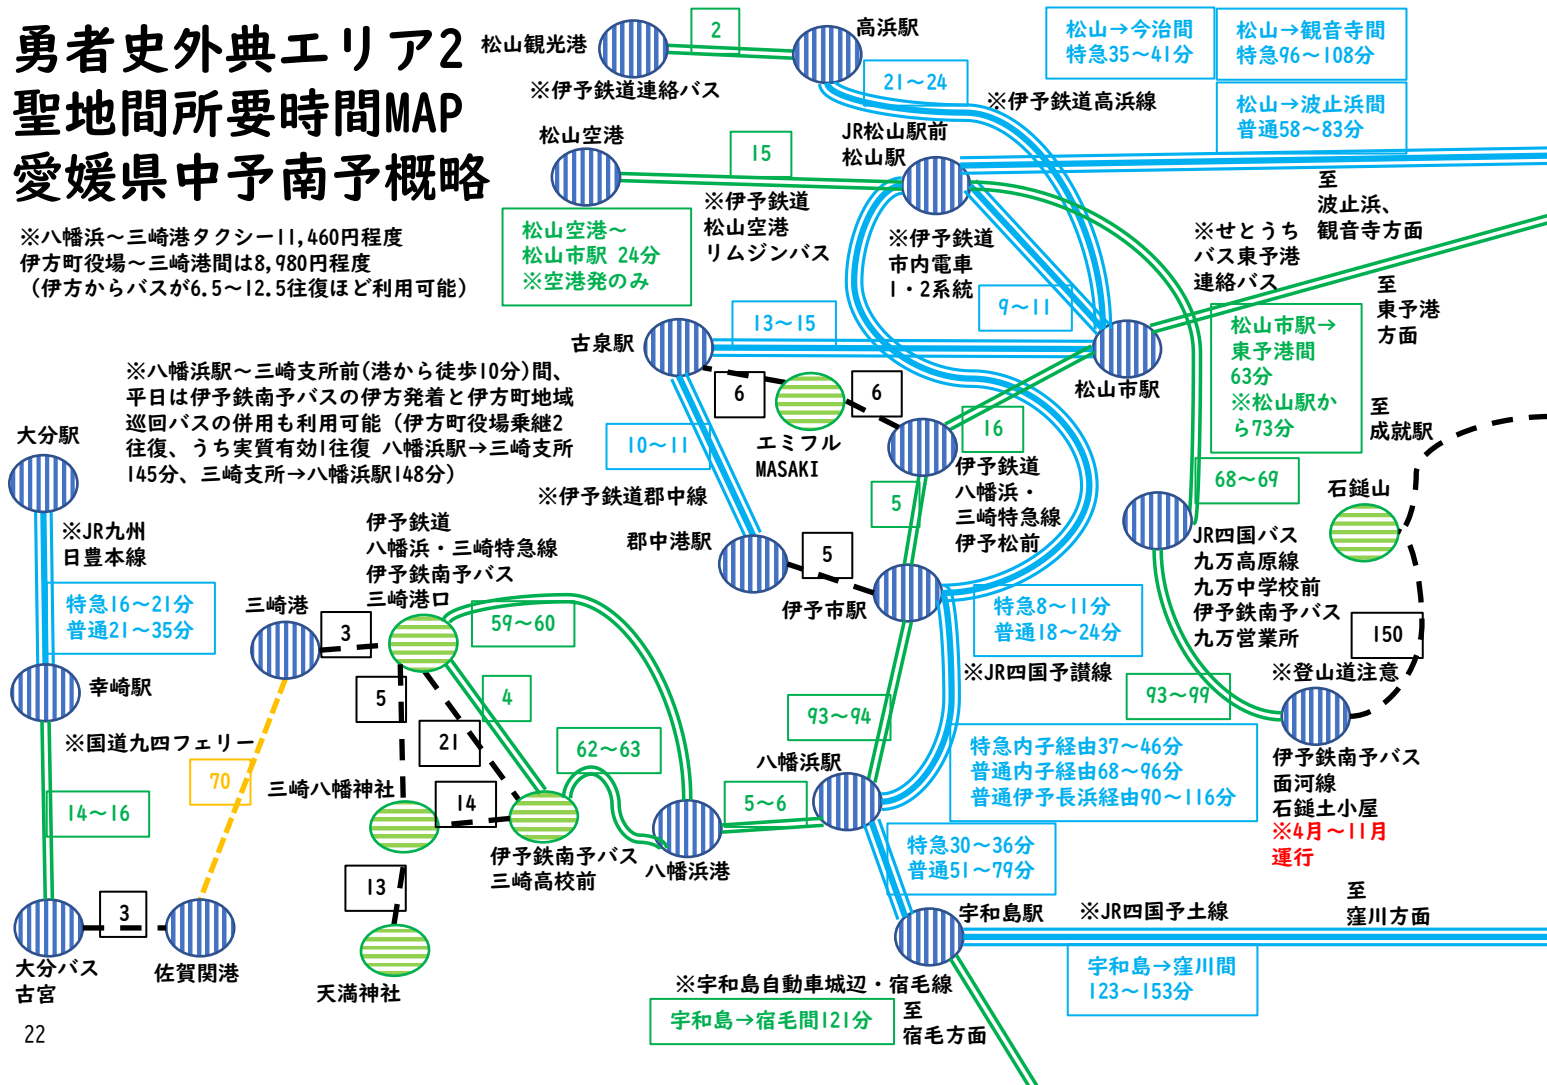 勇者史外典エリア2
聖地間所要時間MAP
愛媛県中予南予概略
※八幡浜～三崎港タクシー11,460円程度
伊方町役場～三崎港間は8,980円程度
（伊方からバスが6.5～12.5往復ほど利用可能）
松山観光港
2
高浜駅
※伊予鉄道連絡バス
21～24
※伊予鉄道高浜線
松山→今治間
特急35～41分
松山→観音寺間
特急96～108分
松山→波止浜間
普通58～83分
松山空港
15
JR松山駅前
松山駅
※伊予鉄道
松山空港
リムジンバス
松山空港～
松山市駅 24分
※空港発のみ
※伊予鉄道
市内電車
1・2系統
9～11
至
波止浜、
観音寺方面
※せとうち
バス東予港
連絡バス
至
東予港
方面
古泉駅
13～15
松山市駅
松山市駅→
東予港間
63分
※松山駅か
ら73分
※八幡浜駅～三崎支所前(港から徒歩10分)間、
平日は伊予鉄南予バスの伊方発着と伊方町地域
巡回バスの併用も利用可能（伊方町役場乗継2
往復、うち実質有効1往復 八幡浜駅→三崎支所
145分、三崎支所→八幡浜駅148分）
6
6
エミフル
MASAKI
16
10～11
※伊予鉄道郡中線
伊予鉄道
八幡浜・
三崎特急線
伊予松前
5
至
成就駅
68～69
石鎚山
大分駅
※JR九州
日豊本線
特急16～21分
普通21～35分
幸崎駅
伊予鉄道
八幡浜・三崎特急線
伊予鉄南予バス
三崎港口
郡中港駅
5
伊予市駅
特急8～11分
普通18～24分
※JR四国予讃線
JR四国バス
久万高原線
久万中学校前
伊予鉄南予バス
久万営業所
150
三崎港
3
59～60
5
4
21
※国道九四フェリー
70
14～16
三崎八幡神社
14
62～63
93～94
93～99
※登山道注意
伊予鉄南予バス
面河線
石鎚土小屋
※4月～11月
運行
八幡浜駅
5～6
特急内子経由37～46分
普通内子経由68～96分
普通伊予長浜経由90～116分
伊予鉄南予バス
三崎高校前
八幡浜港
特急30～36分
普通51～79分
13
3
大分バス
古宮
佐賀関港
天満神社
宇和島駅
※JR四国予土線
至
窪川方面
宇和島→窪川間
123～153分
※宇和島自動車城辺・宿毛線
宇和島→宿毛間121分
至
宿毛方面
22